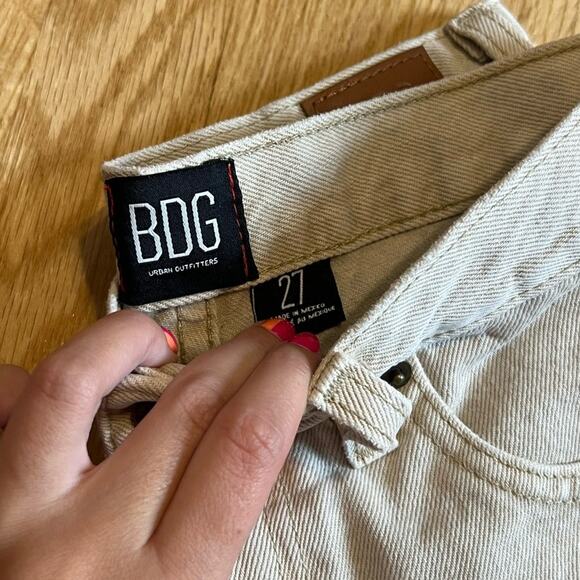 BDG
URBAN OUTFITTERS
27
MADE IN MEXICO
AU MEXIQUE